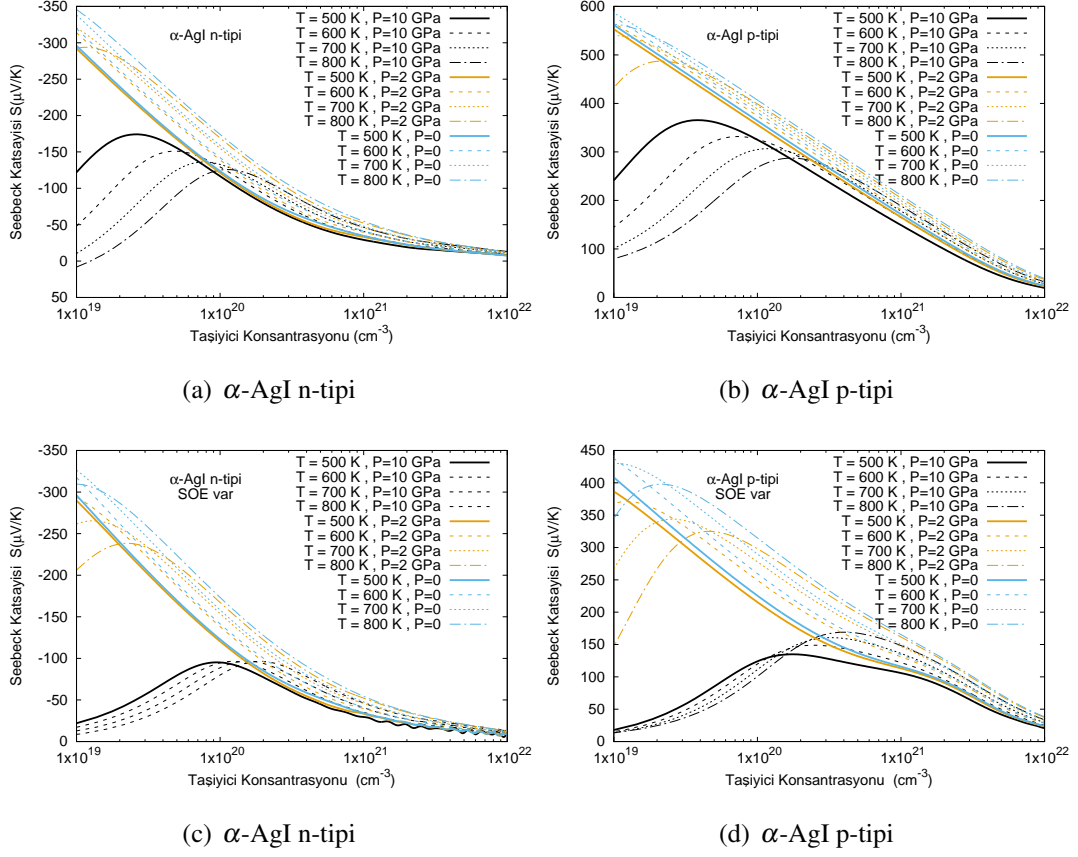 Seebeck Katsayisi S(µV/K)
-350
-300
-250
-200
-150
-100
-50
0
50
α-AgI n-tipi
T = 500 K , P=10 GPa
T = 600 K , P=10 GPa
T = 700 K , P=10 GPa
T = 800 K , P=10 GPa
T = 500 K , P=2 GPa
T = 600 K , P=2 GPa
T = 700 K , P=2 GPa
T = 800 K , P=2 GPa
T = 500 K , P=0
T = 600 K , P=0
T = 700 K , P=0
T = 800 K , P=0
1x10^19 1x10^20 1x10^21 1x10^22
Taşiyici Konsantrasyonu (cm^-3)
(a) α-AgI n-tipi
Seebeck Katsayisi S(µV/K)
600
500
400
300
200
100
0
α-AgI p-tipi
T = 500 K , P=10 GPa
T = 600 K , P=10 GPa
T = 700 K , P=10 GPa
T = 800 K , P=10 GPa
T = 500 K , P=2 GPa
T = 600 K , P=2 GPa
T = 700 K , P=2 GPa
T = 800 K , P=2 GPa
T = 500 K , P=0
T = 600 K , P=0
T = 700 K , P=0
T = 800 K , P=0
1x10^19 1x10^20 1x10^21 1x10^22
Taşiyici Konsantrasyonu (cm^-3)
(b) α-AgI p-tipi
Seebeck Katsayisi S(µV/K)
-350
-300
-250
-200
-150
-100
-50
0
α-AgI n-tipi
SOE var
T = 500 K , P=10 GPa
T = 600 K , P=10 GPa
T = 700 K , P=10 GPa
T = 800 K , P=10 GPa
T = 500 K , P=2 GPa
T = 600 K , P=2 GPa
T = 700 K , P=2 GPa
T = 800 K , P=2 GPa
T = 500 K , P=0
T = 600 K , P=0
T = 700 K , P=0
T = 800 K , P=0
1x10^19 1x10^20 1x10^21 1x10^22
Taşiyici Konsantrasyonu (cm^-3)
(c) α-AgI n-tipi
Seebeck Katsayisi S(µV/K)
450
400
350
300
250
200
150
100
50
0
α-AgI p-tipi
SOE var
T = 500 K , P=10 GPa
T = 600 K , P=10 GPa
T = 700 K , P=10 GPa
T = 800 K , P=10 GPa
T = 500 K , P=2 GPa
T = 600 K , P=2 GPa
T = 700 K , P=2 GPa
T = 800 K , P=2 GPa
T = 500 K , P=0
T = 600 K , P=0
T = 700 K , P=0
T = 800 K , P=0
1x10^19 1x10^20 1x10^21 1x10^22
Taşiyici Konsantrasyonu (cm^-3)
(d) α-AgI p-tipi